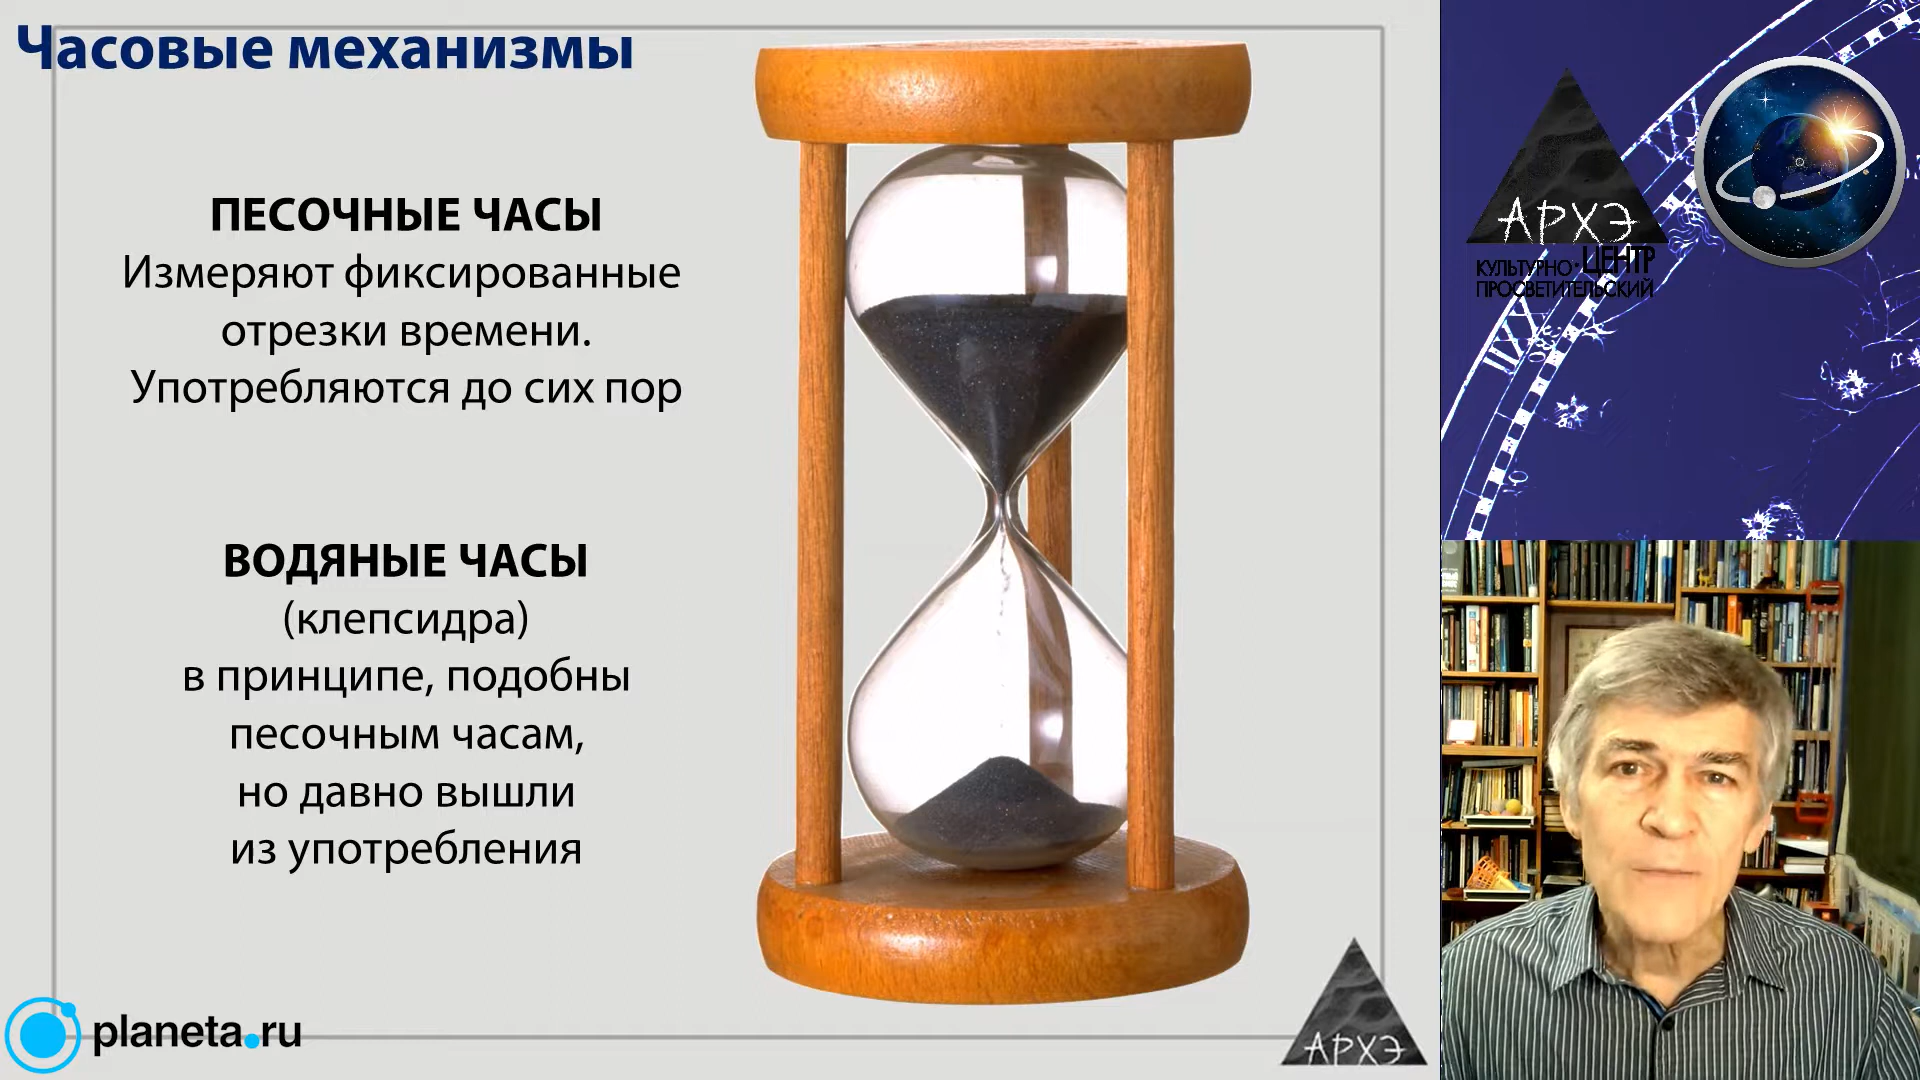 Часовые механизмы
ПЕСОЧНЫЕ ЧАСЫ
Измеряют фиксированные
отрезки времени.
Употребляются до сих пор
ВОДЯНЫЕ ЧАСЫ
(клепсидра)
в принципе, подобны
песочным часам,
но давно вышли
из употребления
planeta.ru
АРХЭ
АРХЭ
КУЛЬТУРНО-ЦЕНТР
ПРОСВЕТИТЕЛЬСКИЙ